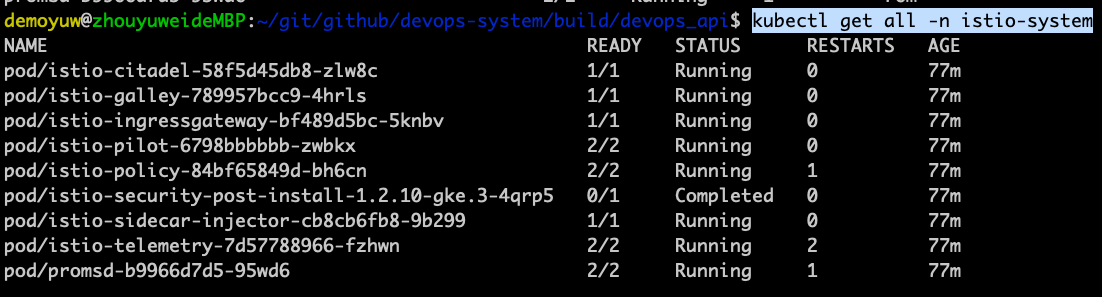 demoyuw@zhouyuweideMBP:~/git/github/devops-system/build/devops_api$ kubectl get all -n istio-system
NAME READY STATUS RESTARTS AGE
pod/istio-citadel-58f5d45db8-zlw8c 1/1 Running 0 77m
pod/istio-galley-789957bcc9-4hrls 1/1 Running 0 77m
pod/istio-ingressgateway-bf489d5bc-5knbv 1/1 Running 0 77m
pod/istio-pilot-6798bbbbbb-zwbkx 2/2 Running 0 77m
pod/istio-policy-84bf65849d-bh6cn 2/2 Running 1 77m
pod/istio-security-post-install-1.2.10-gke.3-4qrp5 0/1 Completed 0 77m
pod/istio-sidecar-injector-cb8cb6fb8-9b299 1/1 Running 0 77m
pod/istio-telemetry-7d57788966-fzhwn 2/2 Running 2 77m
pod/promsd-b9966d7d5-95wd6 2/2 Running 1 77m